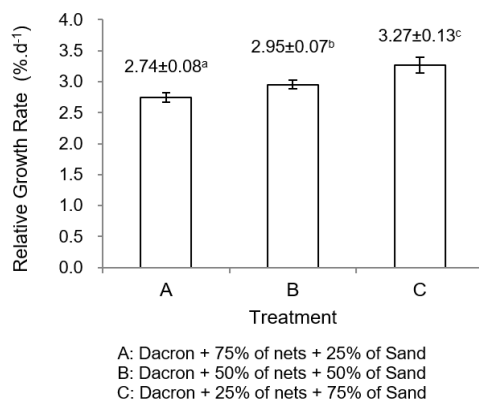 Relative Growth Rate (%.d-1)
4.0
3.5
3.0
2.5
2.0
1.5
1.0
0.5
0.0
2.74±0.08a
2.95±0.07b
3.27±0.13c
A B C
Treatment
A: Dacron + 75% of nets + 25% of Sand
B: Dacron + 50% of nets + 50% of Sand
C: Dacron + 25% of nets + 75% of Sand